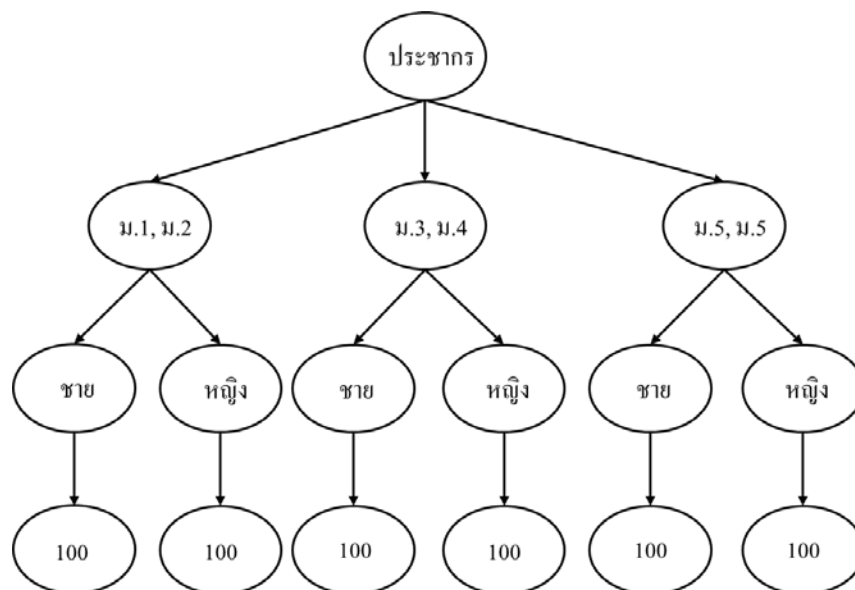 ประชากร
ม.1, ม.2
ม.3, ม.4
ม.5, ม.5
ชาย
หญิง
ชาย
หญิง
ชาย
หญิง
100
100
100
100
100
100